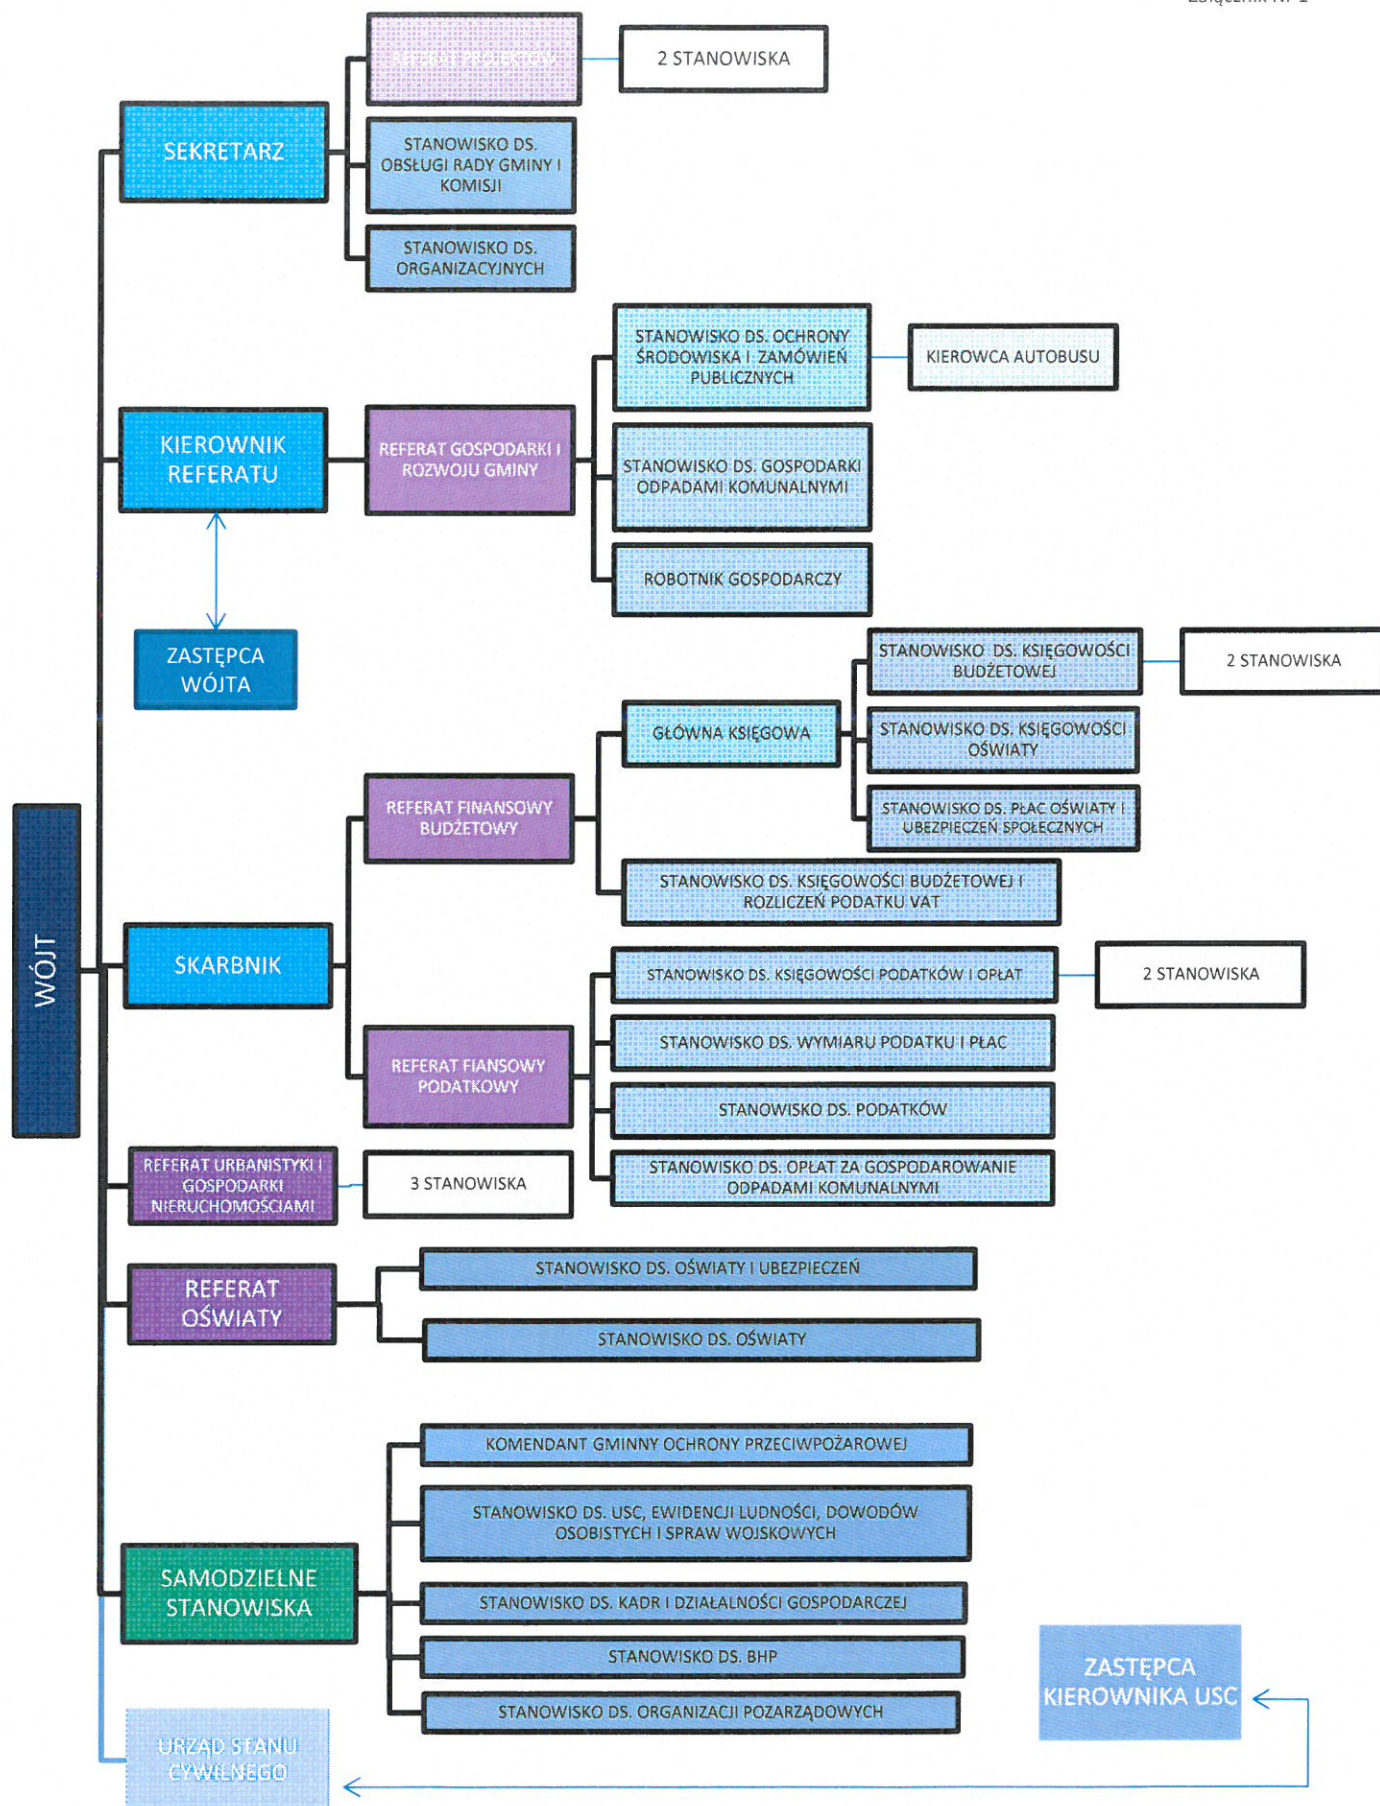 Załącznik Nr 1
REFERAT PROJEKTÓW
2 STANOWISKA
SEKRETARZ
STANOWISKO DS.
OBSŁUGI RADY GMINY I
KOMISJI
STANOWISKO DS.
ORGANIZACYJNYCH
STANOWISKO DS. OCHRONY
ŚRODOWISKA I ZAMÓWIEŃ
PUBLICZNYCH
KIEROWCA AUTOBUSU
KIEROWNIK
REFERATU
REFERAT GOSPODARKI I
ROZWOJU GMINY
STANOWISKO DS. GOSPODARKI
ODPADAMI KOMUNALNYMI
ROBOTNIK GOSPODARCZY
ZASTĘPCA
WÓJTA
STANOWISKO DS. KSIĘGOWOŚCI
BUDŻETOWEJ
2 STANOWISKA
GŁÓWNA KSIĘGOWA
STANOWISKO DS. KSIĘGOWOŚCI
OŚWIATY
REFERAT FINANSOWY
BUDŻETOWY
STANOWISKO DS. PŁAC OŚWIATY I
UBEZPIECZEŃ SPOŁECZNYCH
STANOWISKO DS. KSIĘGOWOŚCI BUDŻETOWEJ I
ROZLICZEŃ PODATKU VAT
WÓJT
SKARBNIK
STANOWISKO DS. KSIĘGOWOŚCI PODATKÓW I OPŁAT
2 STANOWISKA
STANOWISKO DS. WYMIARU PODATKU I PŁAC
REFERAT FIANSOWY
PODATKOWY
STANOWISKO DS. PODATKÓW
STANOWISKO DS. OPŁAT ZA GOSPODAROWANIE
ODPADAMI KOMUNALNYMI
REFERAT URBANISTYKI I
GOSPODARKI
NIERUCHOMOŚCIAMI
3 STANOWISKA
REFERAT
OŚWIATY
STANOWISKO DS. OŚWIATY I UBEZPIECZEŃ
STANOWISKO DS. OŚWIATY
KOMENDANT GMINNY OCHRONY PRZECIWPOŻAROWEJ
STANOWISKO DS. USC, EWIDENCJI LUDNOŚCI, DOWODÓW
OSOBISTYCH I SPRAW WOJSKOWYCH
SAMODZIELNE
STANOWISKA
STANOWISKO DS. KADR I DZIAŁALNOŚCI GOSPODARCZEJ
STANOWISKO DS. BHP
STANOWISKO DS. ORGANIZACJI POZARZĄDOWYCH
ZASTĘPCA
KIEROWNIKA USC
URZĄD STANU
CYWILNEGO